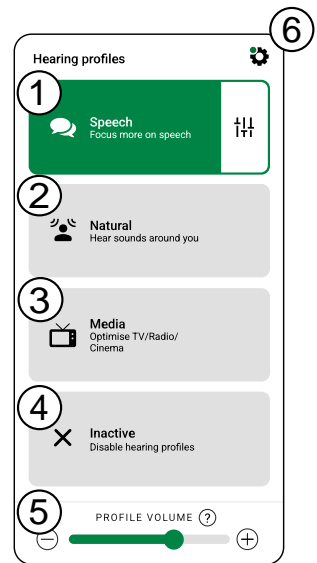 6
Hearing profiles
1
Speech
Focus more on speech
2
Natural
Hear sounds around you
3
Media
Optimise TV/Radio/
Cinema
4
Inactive
Disable hearing profiles
5
PROFILE VOLUME ?